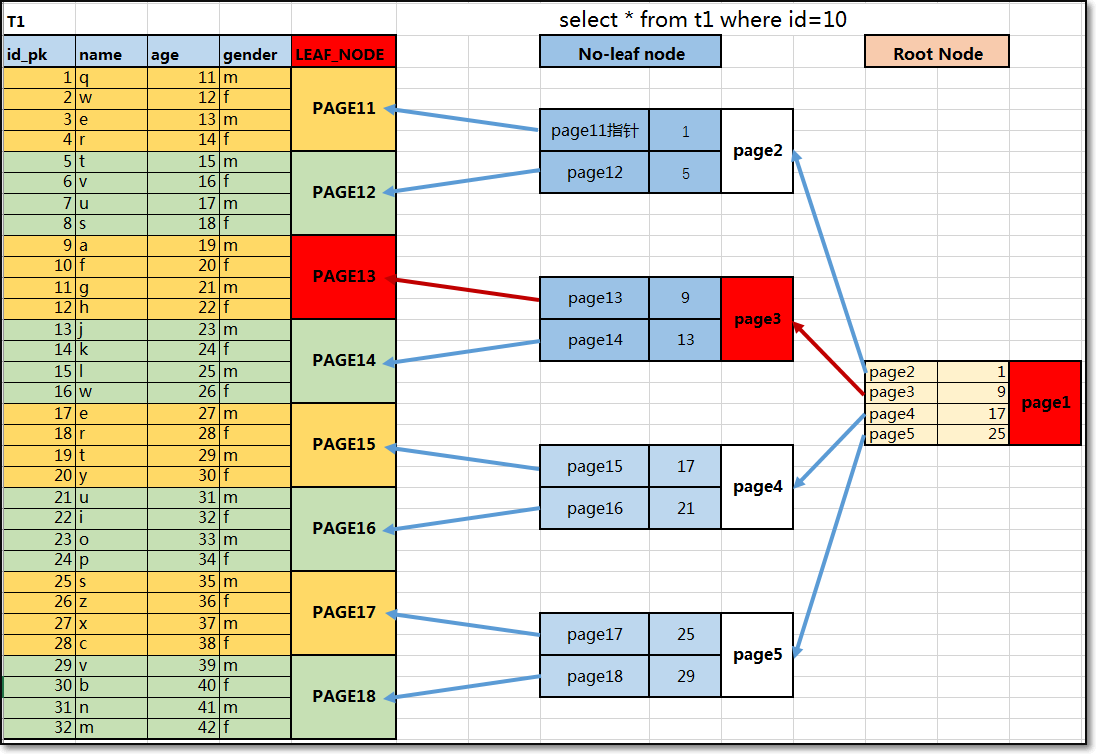 T1
select * from t1 where id=10
id_pk name age gender LEAF_NODE
No-leaf node
Root Node
1 q 11 m
2 w 12 f
3 e 13 m
4 r 14 f
PAGE11
5 t 15 m
6 v 16 f
7 u 17 m
8 s 18 f
PAGE12
9 a 19 m
10 f 20 f
11 g 21 m
12 h 22 f
PAGE13
13 j 23 m
14 k 24 f
15 l 25 m
16 w 26 f
PAGE14
17 e 27 m
18 r 28 f
19 t 29 m
20 y 30 f
PAGE15
21 u 31 m
22 i 32 f
23 o 33 m
24 p 34 f
PAGE16
25 s 35 m
26 z 36 f
27 x 37 m
28 c 38 f
PAGE17
29 v 39 m
30 b 40 f
31 n 41 m
32 m 42 f
PAGE18
page11指针 1
page12 5
page2
page13 9
page14 13
page3
page15 17
page16 21
page4
page17 25
page18 29
page5
page2 1
page3 9
page4 17
page5 25
page1